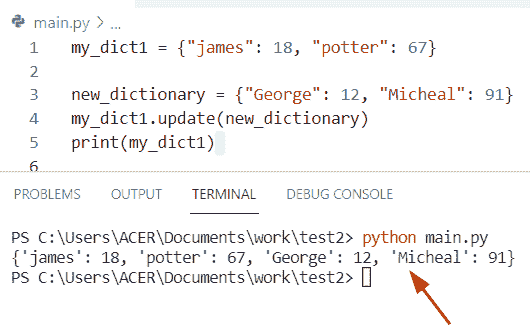 main.py > ...
1 my_dict1 = {"james": 18, "potter": 67}
2
3 new_dictionary = {"George": 12, "Micheal": 91}
4 my_dict1.update(new_dictionary)
5 print(my_dict1)
6
PROBLEMS OUTPUT TERMINAL DEBUG CONSOLE
PS C:\Users\ACER\Documents\work\test2> python main.py
{'james': 18, 'potter': 67, 'George': 12, 'Micheal': 91}
PS C:\Users\ACER\Documents\work\test2>